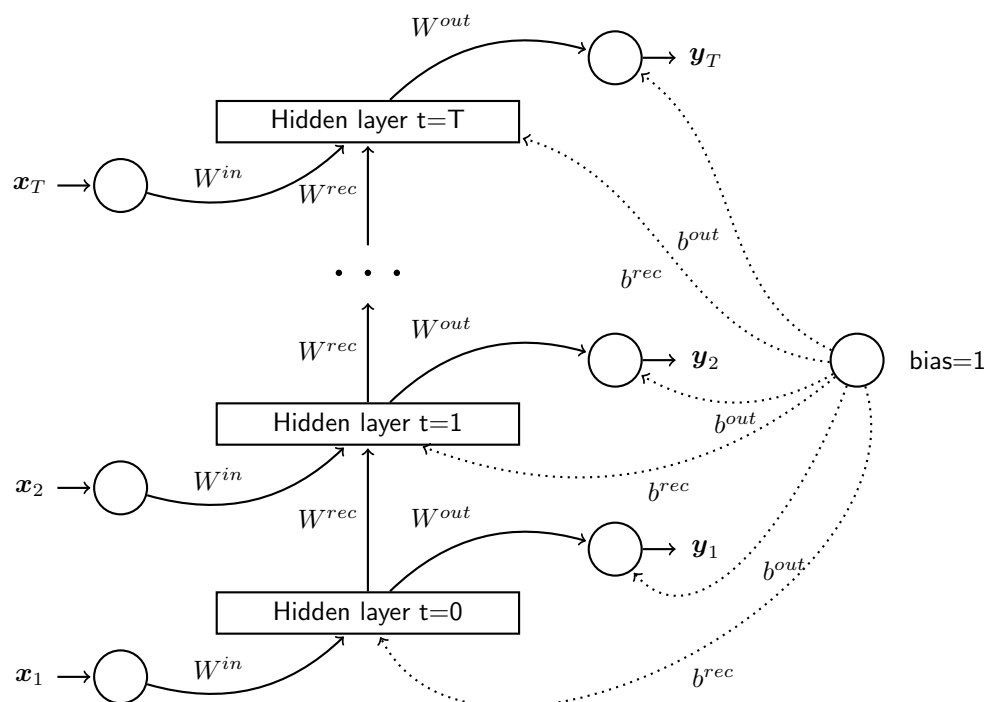 W^{out}
y_T
Hidden layer t=T
x_T
W^{in}
W^{rec}
b^{out}
b^{rec}
. . .
W^{rec}
W^{out}
y_2
bias=1
Hidden layer t=1
b^{out}
x_2
W^{in}
b^{rec}
W^{rec}
W^{out}
y_1
b^{out}
Hidden layer t=0
x_1
W^{in}
b^{rec}